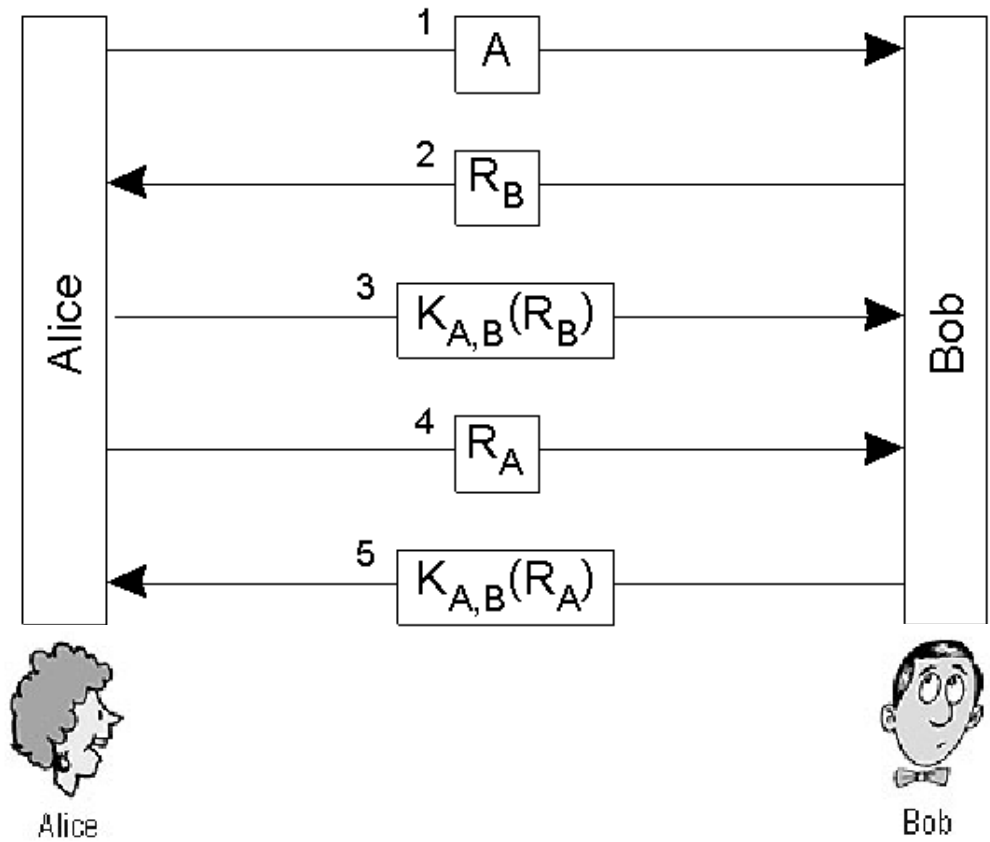 1 A
2 R_B
3 K_A,B(R_B)
Alice
Bob
4 R_A
5 K_A,B(R_A)
Alice
Bob